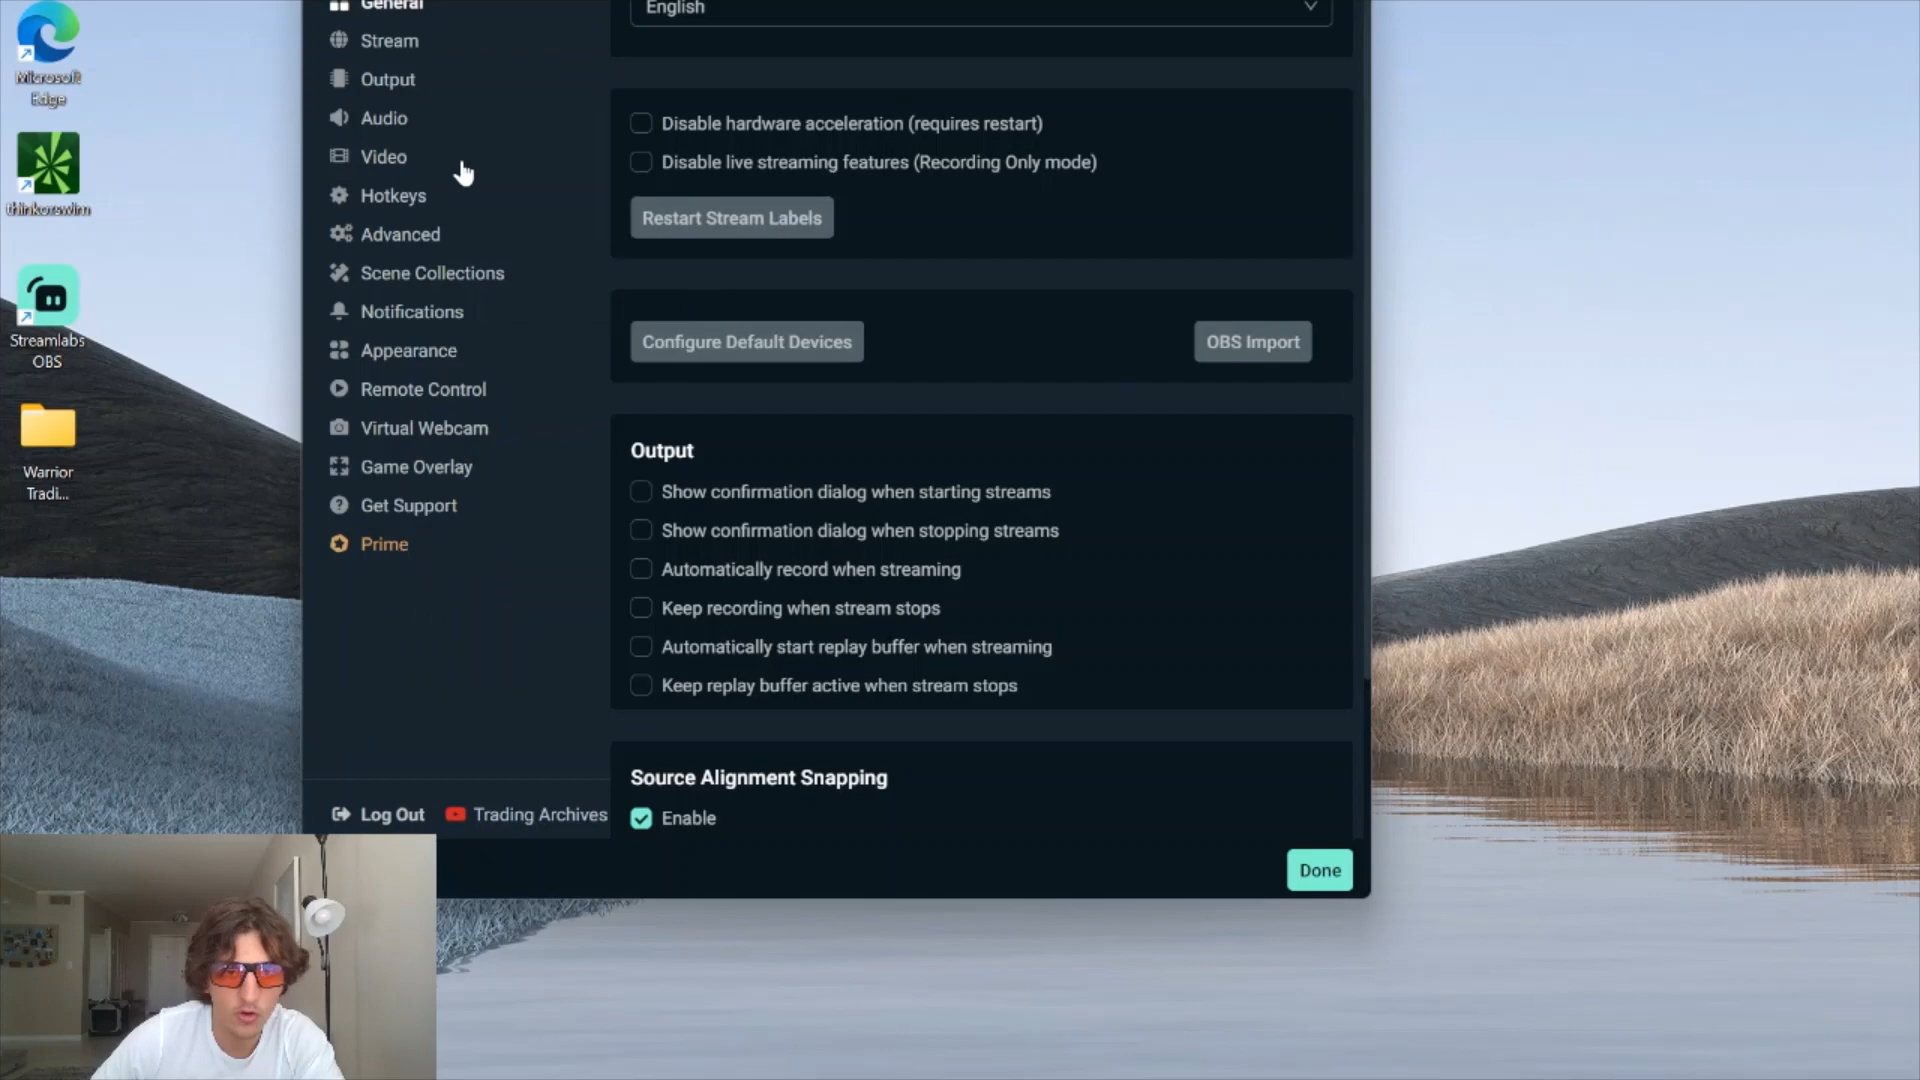 Microsoft
Edge
thinkorswim
Streamlabs
OBS
Warrior
Tradi...
General
Stream
Output
Audio
Video
Hotkeys
Advanced
Scene Collections
Notifications
Appearance
Remote Control
Virtual Webcam
Game Overlay
Get Support
Prime
Log Out
Trading Archives
English
Disable hardware acceleration (requires restart)
Disable live streaming features (Recording Only mode)
Restart Stream Labels
Configure Default Devices
OBS Import
Output
Show confirmation dialog when starting streams
Show confirmation dialog when stopping streams
Automatically record when streaming
Keep recording when stream stops
Automatically start replay buffer when streaming
Keep replay buffer active when stream stops
Source Alignment Snapping
Enable
Done